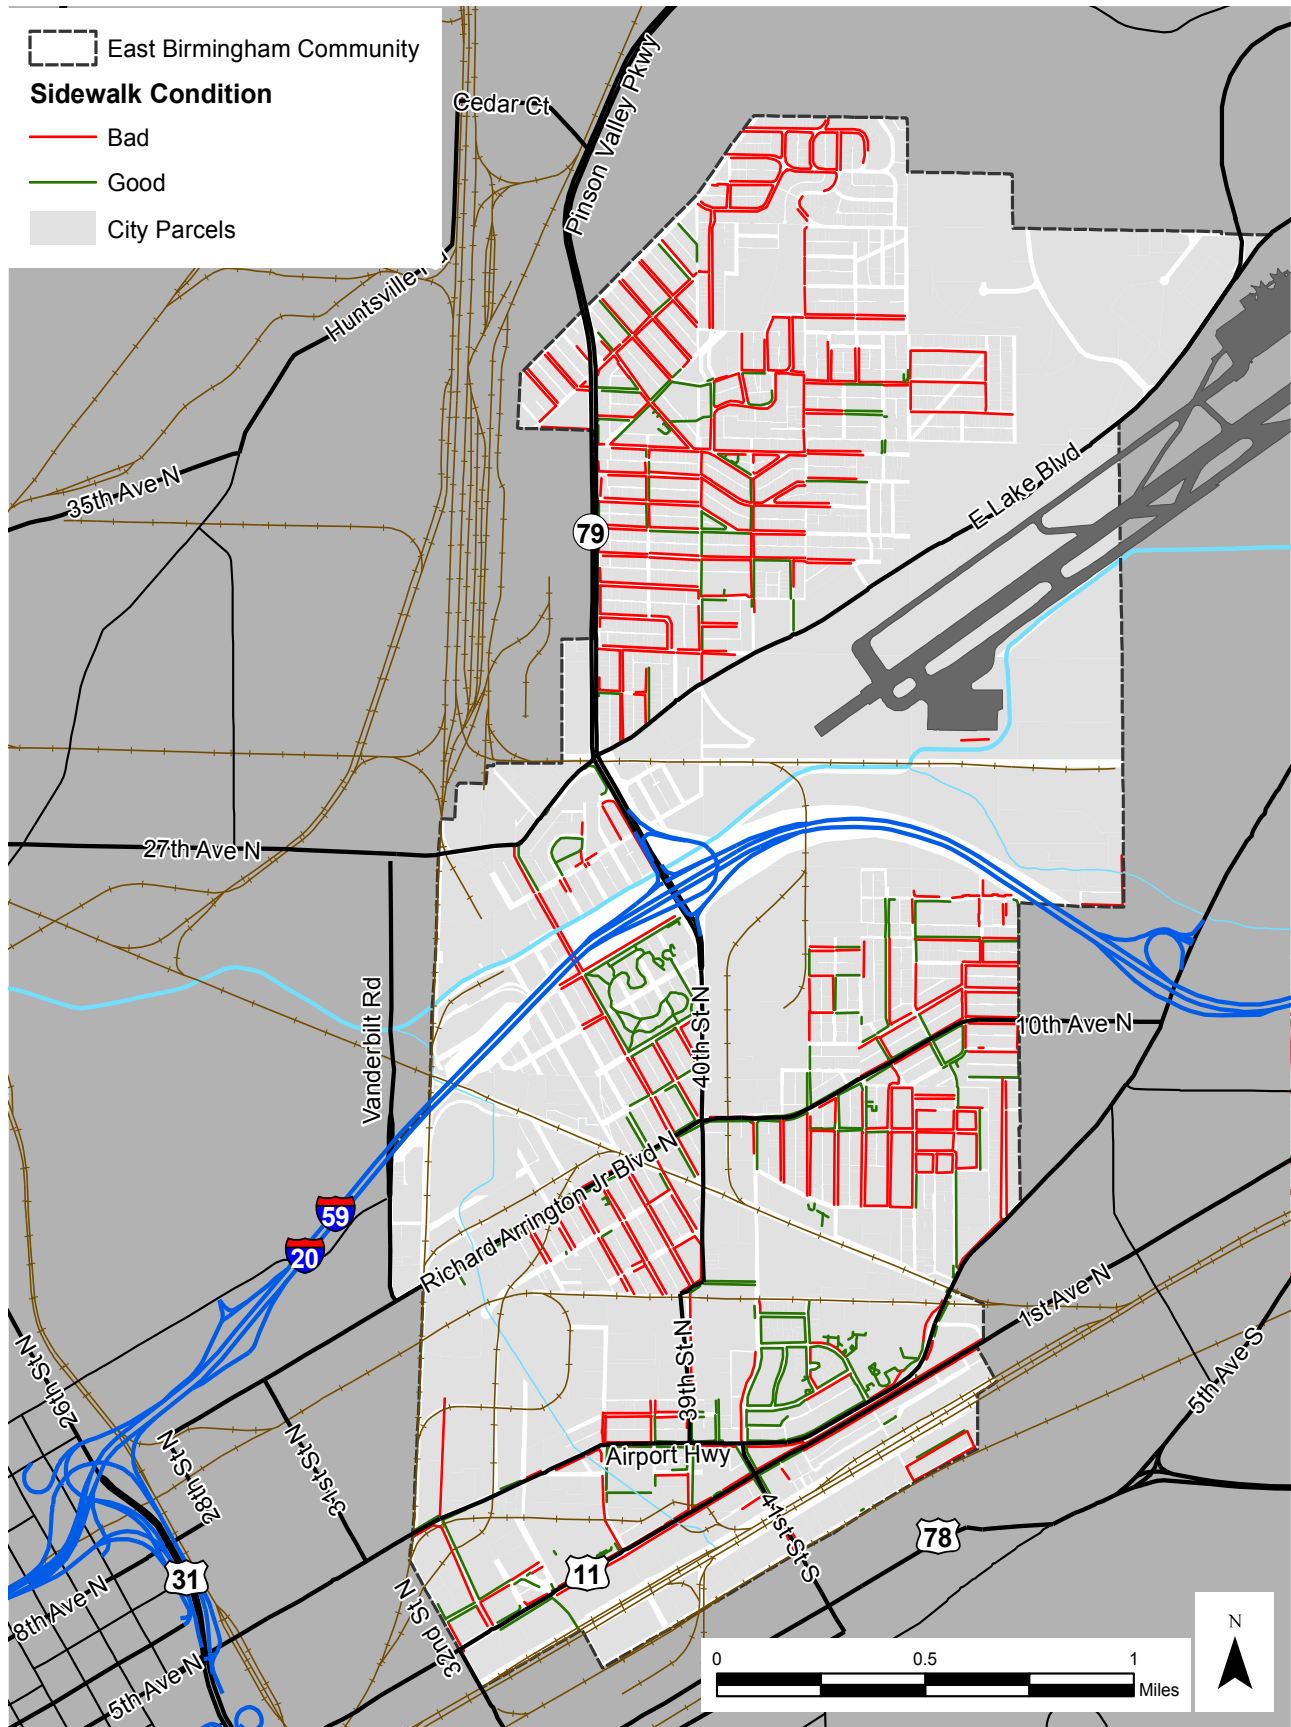 East Birmingham Community
Sidewalk Condition
Bad
Good
City Parcels
Cedar Ct
Pinson Valley Pkwy
35th Ave N
E Lake Blvd
79
27th Ave N
Vanderbilt Rd
40th St N
10th Ave N
Richard Arrington Jr Blvd N
59
20
1st Ave N
26th St N
28th St N
31st St N
39th St N
5th Ave S
Airport Hwy
41st St S
78
11
31
8th Ave N
32nd St N
5th Ave N
0 0.5 1
Miles
N